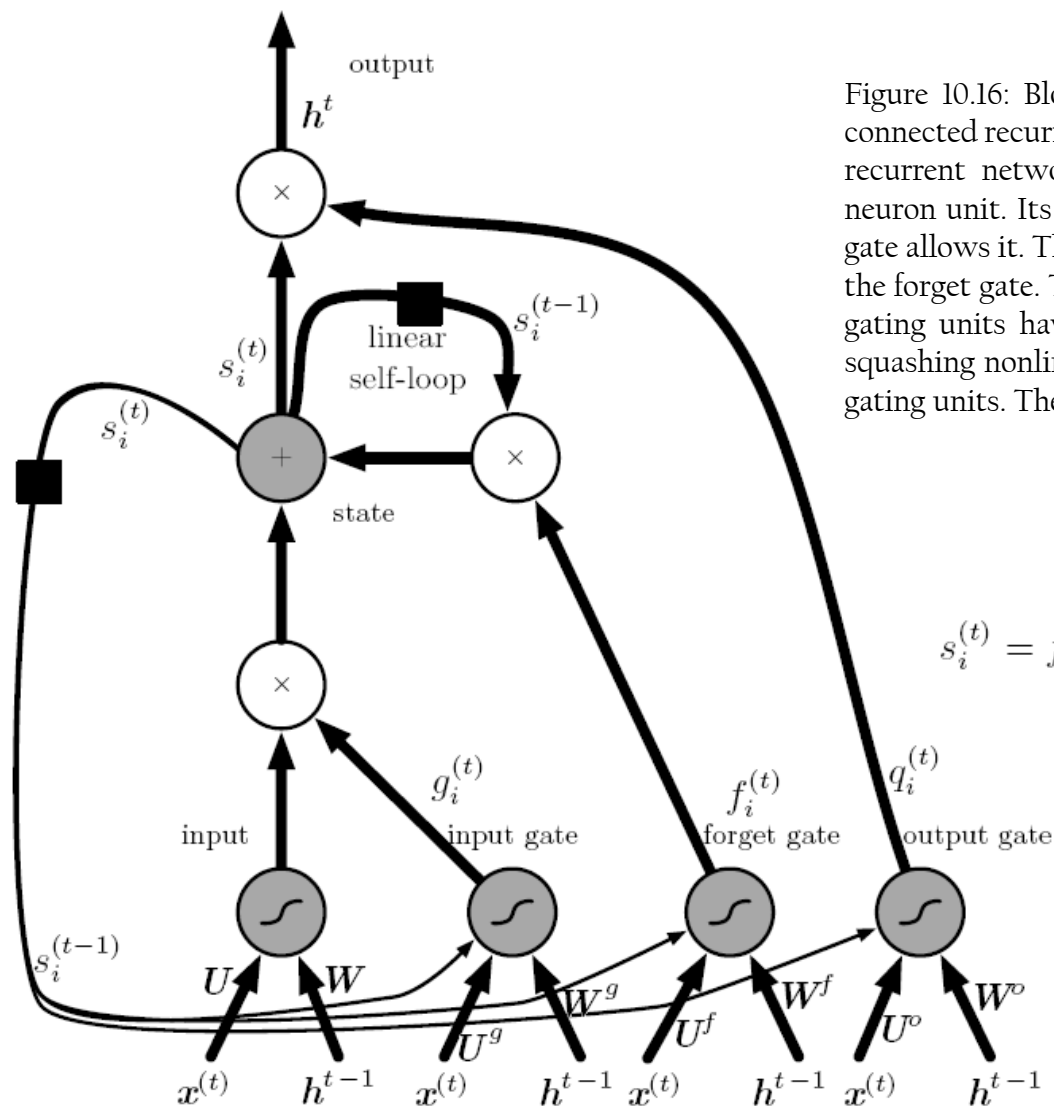 output
h^t
×
Figure 10.16: Blo
connected recurr
recurrent netwo
neuron unit. Its
gate allows it. Th
the forget gate. T
gating units hav
squashing nonlin
gating units. The
s_i^{(t-1)}
linear
self-loop
s_i^{(t)}
s_i^{(t)}
+
×
state
×
s_i^{(t)} = f
g_i^{(t)}
f_i^{(t)}
q_i^{(t)}
input
input gate
forget gate
output gate
s_i^{(t-1)}
U W W^g W^f W^o
U^g U^f U^o
x^{(t)} h^{t-1} x^{(t)} h^{t-1} x^{(t)} h^{t-1} x^{(t)} h^{t-1}